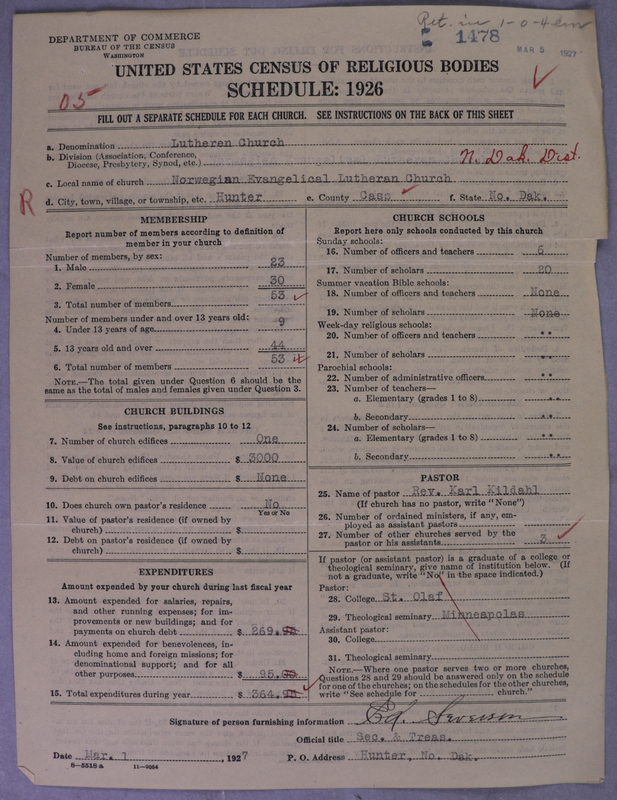 Ret. in 1-0-4
DEPARTMENT OF COMMERCE
BUREAU OF THE CENSUS
WASHINGTON
1478
MAR 5 1927
UNITED STATES CENSUS OF RELIGIOUS BODIES
SCHEDULE: 1926
05
FILL OUT A SEPARATE SCHEDULE FOR EACH CHURCH. SEE INSTRUCTIONS ON THE BACK OF THIS SHEET
a. Denomination Lutheren Church
b. Division (Association, Conference,
Diocese, Presbytery, Synod, etc.) N. Dak. Dist.
c. Local name of church Norwegian Evangelical Lutheran Church
R
d. City, town, village, or township, etc. Hunter e. County Cass f. State No. Dak.
MEMBERSHIP
Report number of members according to definition of
member in your church
Number of members, by sex:
1. Male 23
2. Female 30
3. Total number of members 53
Number of members under and over 13 years old:
4. Under 13 years of age 9
5. 13 years old and over 44
6. Total number of members 53
NOTE.—The total given under Question 6 should be the
same as the total of males and females given under Question 3.
CHURCH BUILDINGS
See instructions, paragraphs 10 to 12
7. Number of church edifices One
8. Value of church edifices $ 3000
9. Debt on church edifices $ None
10. Does church own pastor's residence No
Yes or No
11. Value of pastor's residence (if owned by
church) $
12. Debt on pastor's residence (if owned by
church) $
EXPENDITURES
Amount expended by your church during last fiscal year
13. Amount expended for salaries, repairs,
and other running expenses; for im-
provements or new buildings; and for
payments on church debt $ 269.
14. Amount expended for benevolences, in-
cluding home and foreign missions; for
denominational support; and for all
other purposes $ 95.00
15. Total expenditures during year $ 364.
CHURCH SCHOOLS
Report here only schools conducted by this church
Sunday schools:
16. Number of officers and teachers 6
17. Number of scholars 20
Summer vacation Bible schools:
18. Number of officers and teachers None
19. Number of scholars None
Week-day religious schools:
20. Number of officers and teachers ..
21. Number of scholars ..
Parochial schools:
22. Number of administrative officers ..
23. Number of teachers—
a. Elementary (grades 1 to 8) ..
b. Secondary ..
24. Number of scholars—
a. Elementary (grades 1 to 8) ..
b. Secondary ..
PASTOR
25. Name of pastor Rev. Karl Kildahl
(If church has no pastor, write "None")
26. Number of ordained ministers, if any, em-
ployed as assistant pastors
27. Number of other churches served by the
pastor or his assistants 3
If pastor (or assistant pastor) is a graduate of a college or
theological seminary, give name of institution below. (If
not a graduate, write "No" in the space indicated.)
Pastor:
28. College St. Olaf
29. Theological seminary Minneapolas
Assistant pastor:
30. College
31. Theological seminary
NOTE.—Where one pastor serves two or more churches,
Questions 28 and 29 should be answered only on the schedule
for one of the churches; on the schedules for the other churches,
write "See schedule for church."
Signature of person furnishing information Ed. Severson
Official title Sec. & Treas.
Date Mar. 1, 1927 P. O. Address Hunter, No. Dak.
8—5518 a 11—9084